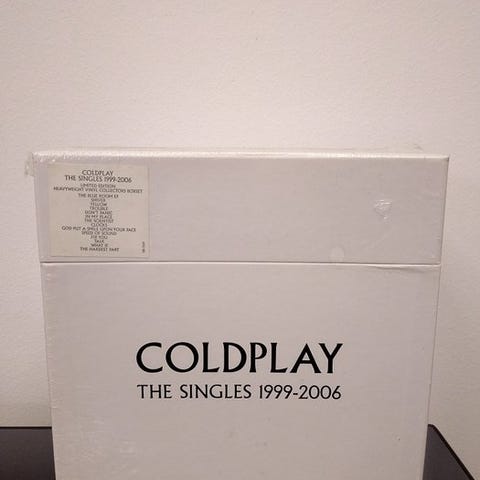 COLDPLAY
THE SINGLES 1999-2006
LIMITED EDITION
HEAVYWEIGHT VINYL COLLECTORS BOXSET
THE BLUE ROOM EP
SHIVER
YELLOW
TROUBLE
DON'T PANIC
IN MY PLACE
THE SCIENTIST
CLOCKS
GOD PUT A SMILE UPON YOUR FACE
SPEED OF SOUND
FIX YOU
TALK
WHAT IF
THE HARDEST PART
COLDPLAY
THE SINGLES 1999-2006